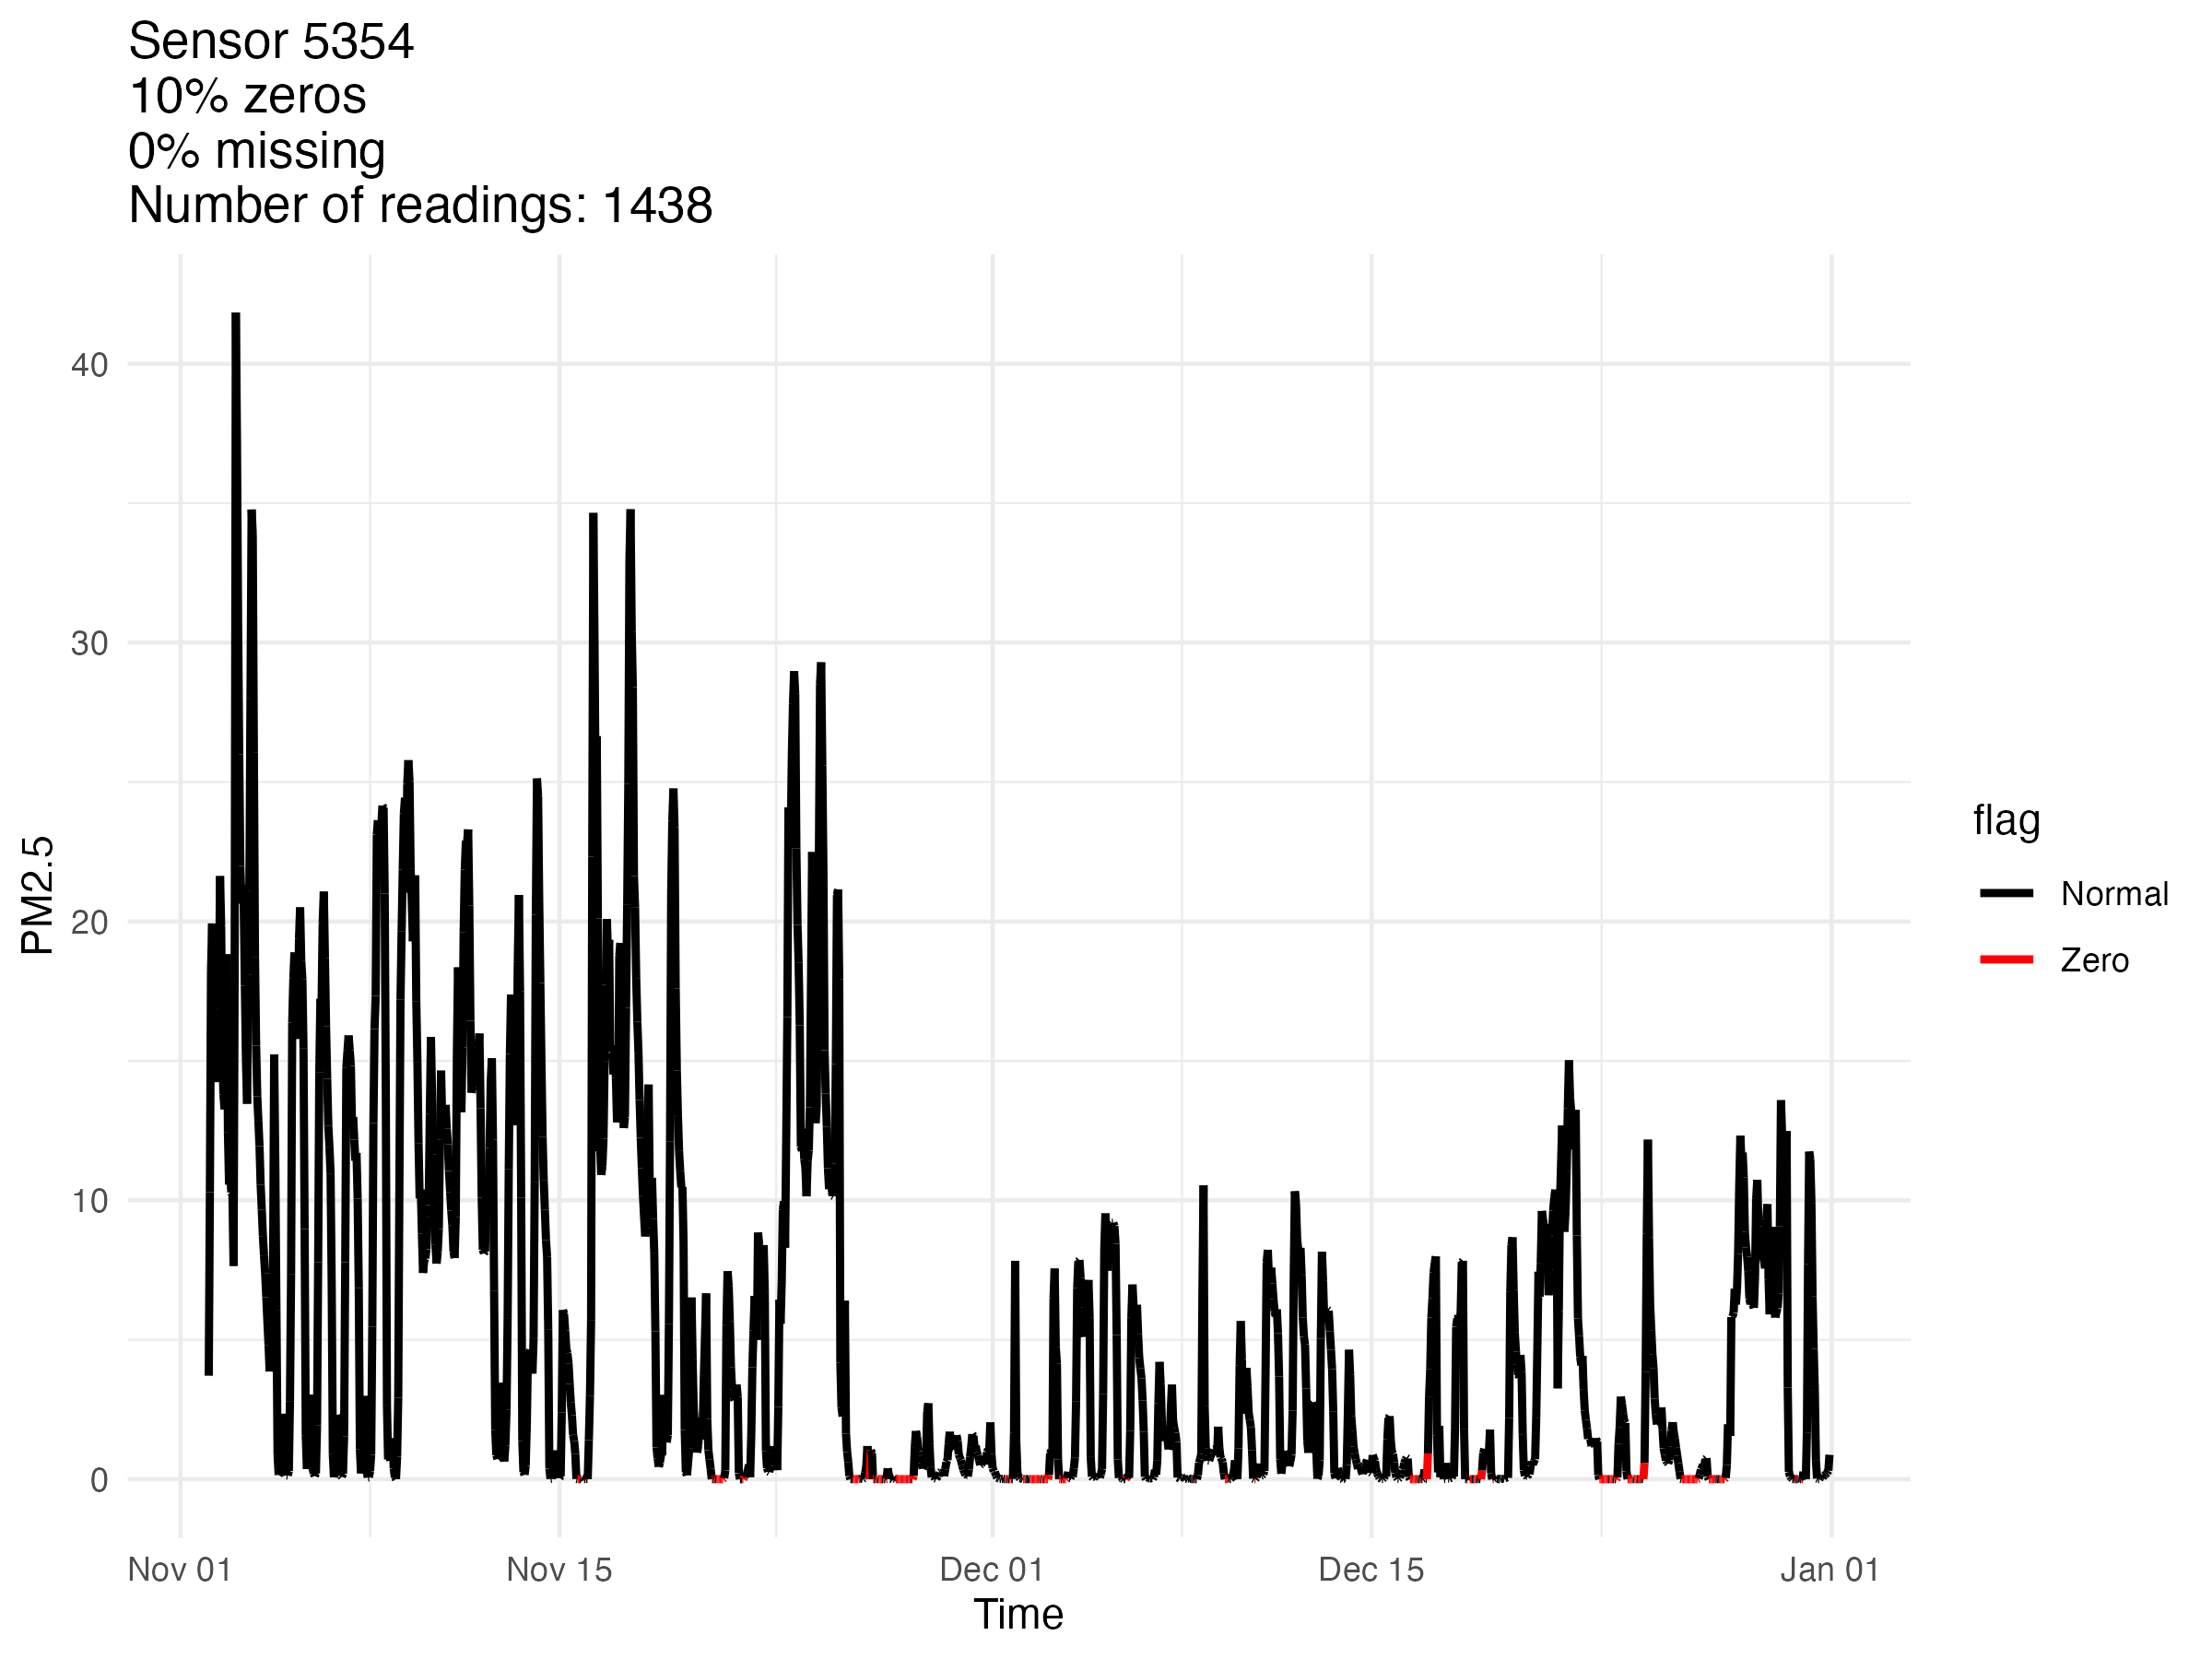 Sensor 5354
10% zeros
0% missing
Number of readings: 1438
40
30
20
10
0
PM2.5
Nov 01
Nov 15
Dec 01
Dec 15
Jan 01
Time
flag
Normal
Zero